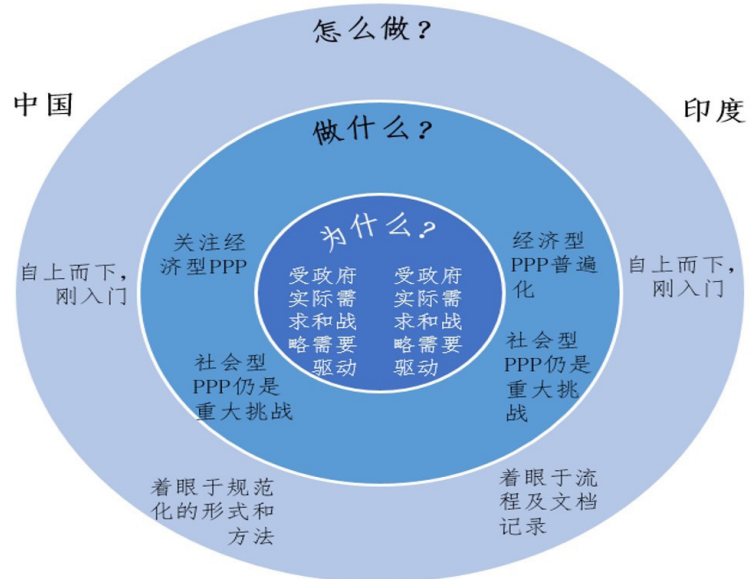 怎么做?
中国
印度
做什么?
为什么?
关注经
济型PPP
经济型
PPP普遍
化
自上而下,
刚入门
自上而下,
刚入门
受政府
实际需
求和战
略需要
驱动
受政府
实际需
求和战
略需要
驱动
社会型
PPP仍是
重大挑战
社会型
PPP仍是
重大挑
战
着眼于规范
化的形式和
方法
着眼于流
程及文档
记录